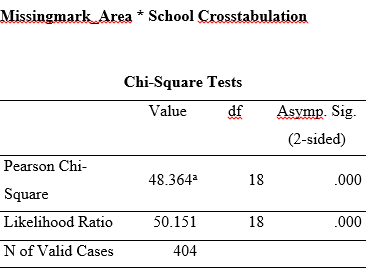 Missingmark_Area * School Crosstabulation
Chi-Square Tests
Value df Asymp. Sig.
(2-sided)
Pearson Chi-
Square 48.364ᵃ 18 .000
Likelihood Ratio 50.151 18 .000
N of Valid Cases 404